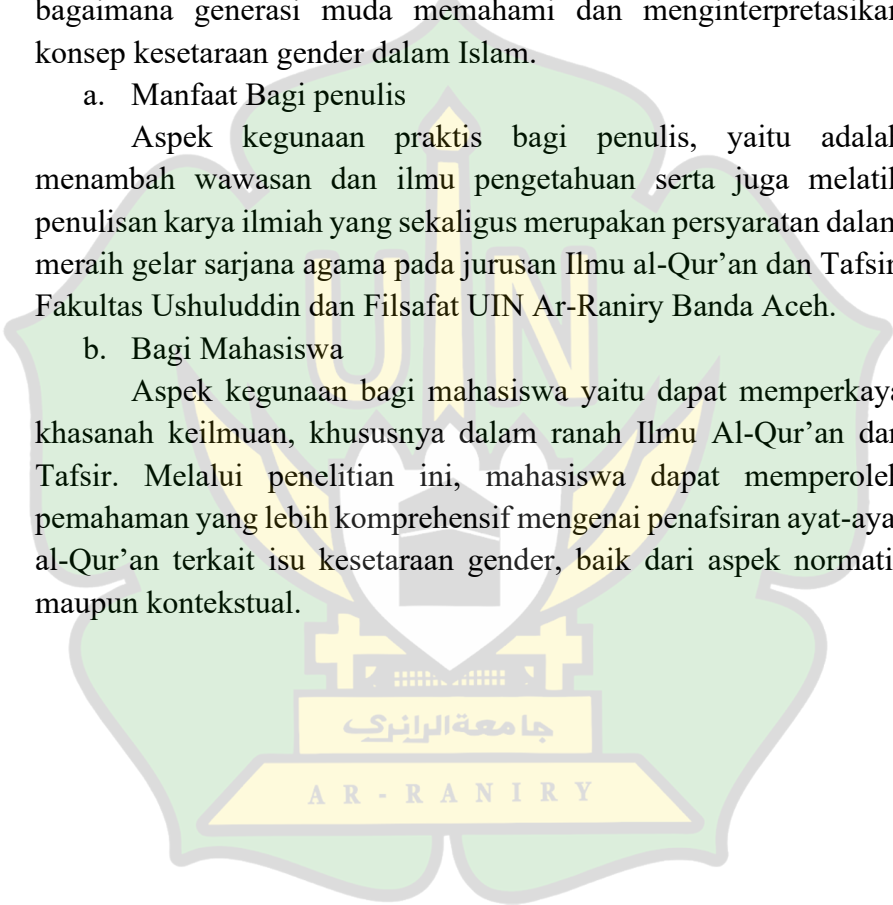 bagaimana generasi muda memahami dan menginterpretasikan
konsep kesetaraan gender dalam Islam.
a. Manfaat Bagi penulis
Aspek kegunaan praktis bagi penulis, yaitu adalah
menambah wawasan dan ilmu pengetahuan serta juga melatih
penulisan karya ilmiah yang sekaligus merupakan persyaratan dalam
meraih gelar sarjana agama pada jurusan Ilmu al-Qur’an dan Tafsir
Fakultas Ushuluddin dan Filsafat UIN Ar-Raniry Banda Aceh.
b. Bagi Mahasiswa
Aspek kegunaan bagi mahasiswa yaitu dapat memperkaya
khasanah keilmuan, khususnya dalam ranah Ilmu Al-Qur’an dan
Tafsir. Melalui penelitian ini, mahasiswa dapat memperoleh
pemahaman yang lebih komprehensif mengenai penafsiran ayat-ayat
al-Qur’an terkait isu kesetaraan gender, baik dari aspek normatif
maupun kontekstual.
UIN
جامعة الرانري
AR-RANIRY